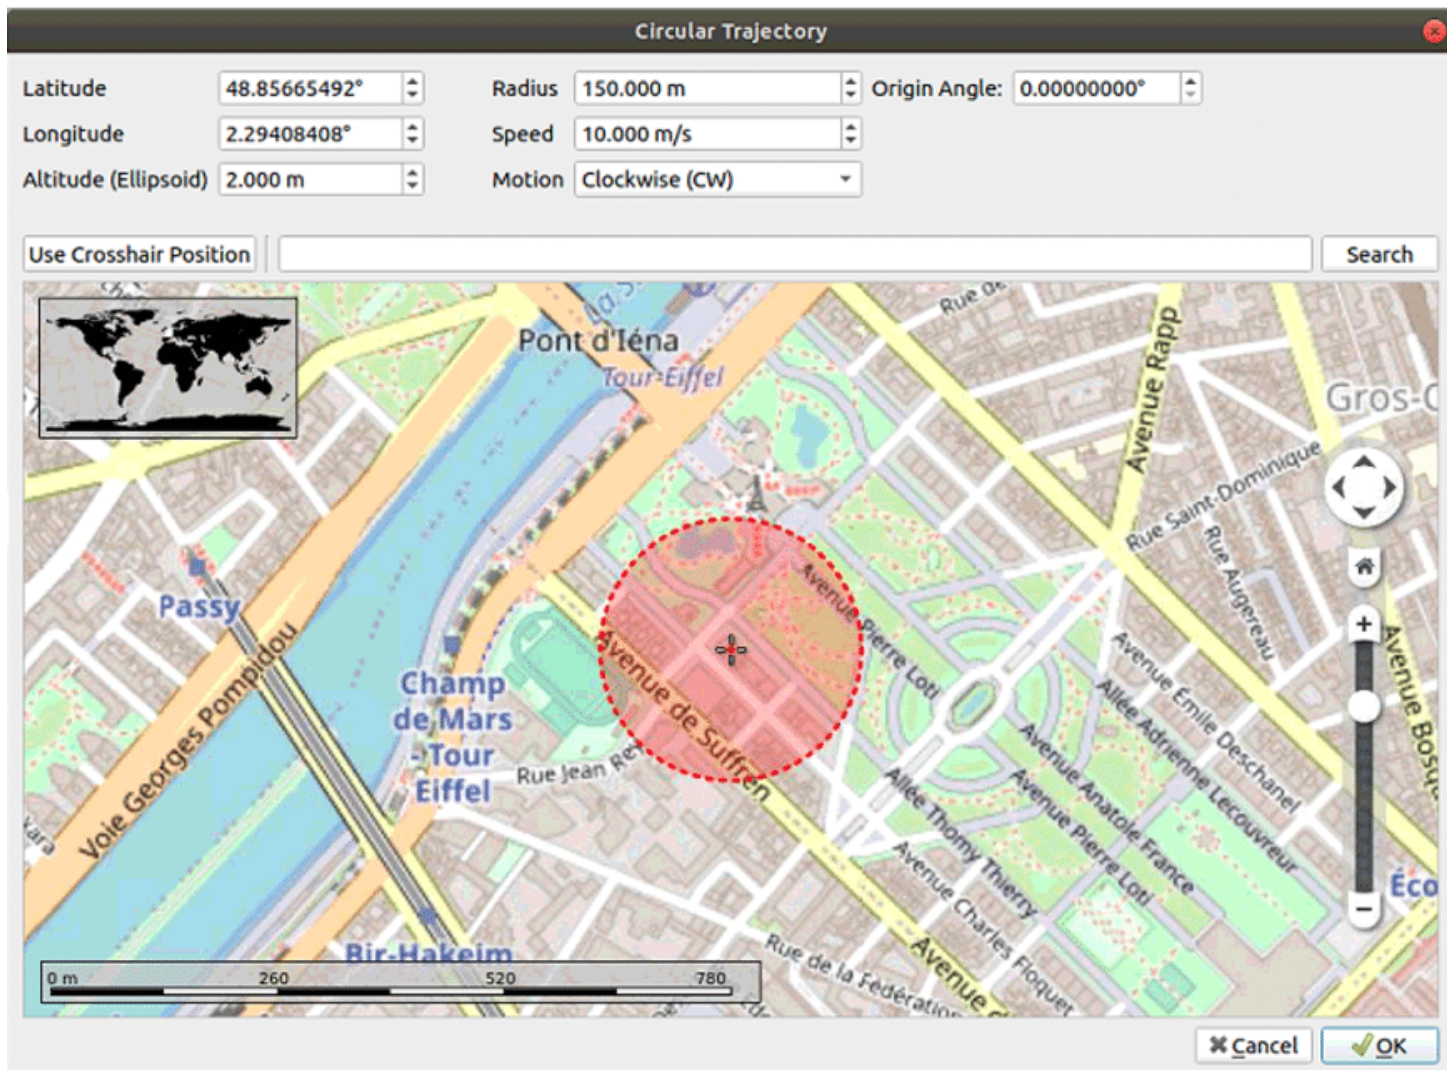 Circular Trajectory
Latitude 48.85665492° Radius 150.000 m Origin Angle: 0.00000000°
Longitude 2.29408408° Speed 10.000 m/s
Altitude (Ellipsoid) 2.000 m Motion Clockwise (CW)
Use Crosshair Position Search
Pont d'Iéna
Tour-Eiffel
Avenue Rapp
Gros-C
Rue Saint-Dominique
Rue Augereau
Passy
Avenue Pierre Loti
Avenue de Suffren
Champ
de Mars
- Tour
Eiffel
Voie Georges Pompidou
Rue Jean Re
Avenue Émile Deschanel
Allée Adrienne Lecouvreur
Avenue Anatole France
Avenue Pierre Loti
Allée Thomy Thierry
Avenue Charles Floquet
Avenue Bosqu
Éco
Bir-Hakeim
Rue de la Fédération
Avenue d
0 m 260 520 780
Cancel OK